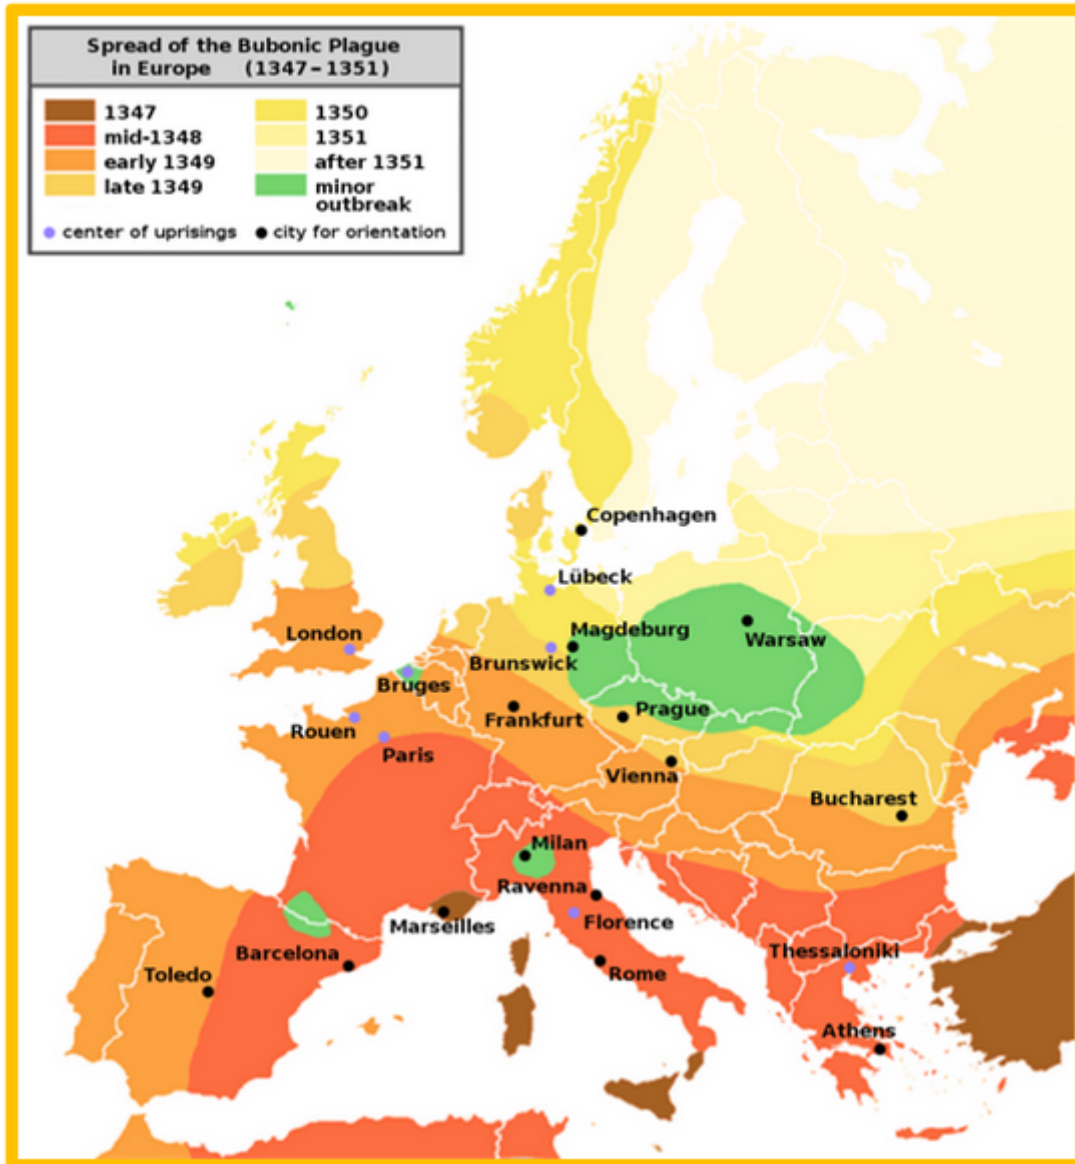 Spread of the Bubonic Plague
in Europe (1347–1351)
1347
mid-1348
early 1349
late 1349
1350
1351
after 1351
minor
outbreak
center of uprisings
city for orientation
Copenhagen
Lübeck
Magdeburg
Warsaw
London
Brunswick
Bruges
Prague
Frankfurt
Rouen
Paris
Vienna
Bucharest
Milan
Ravenna
Marseilles
Florence
Barcelona
Thessaloniki
Toledo
Rome
Athens